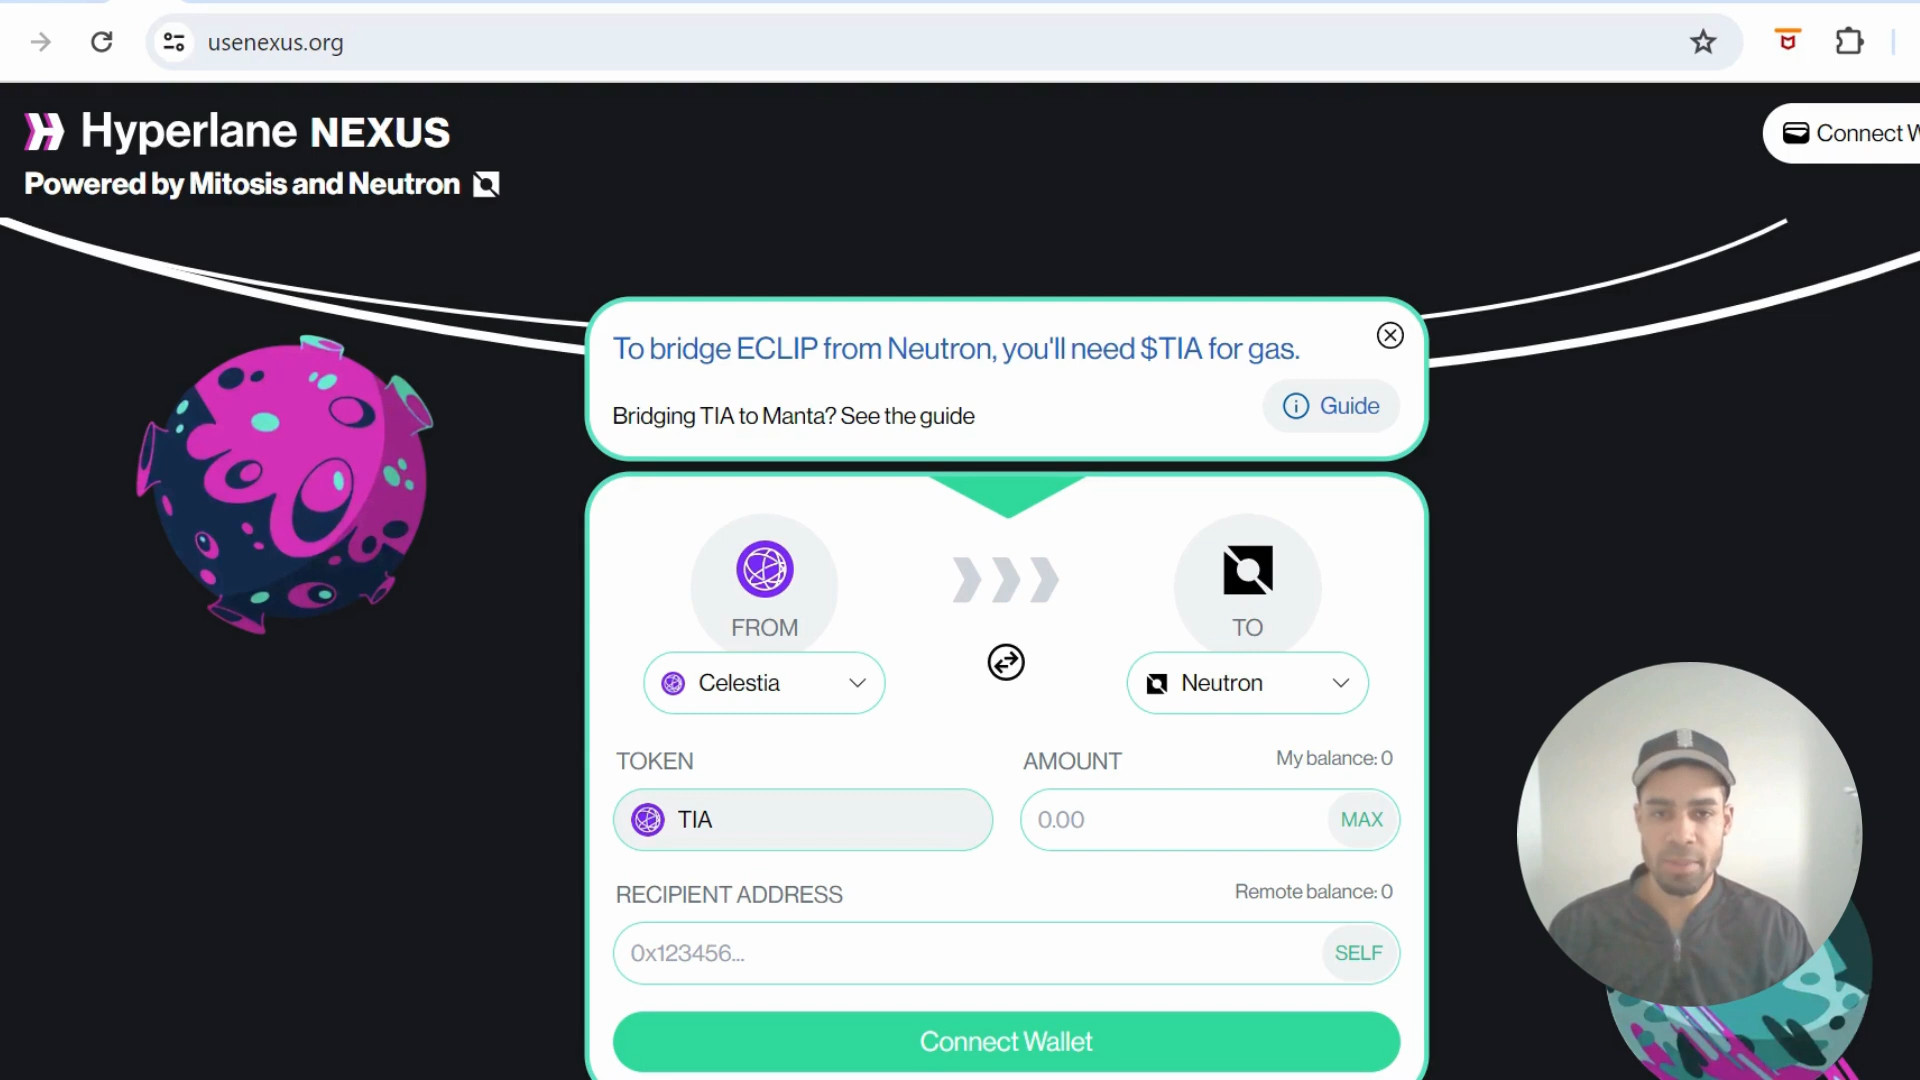 usenexus.org
Hyperlane NEXUS
Connect W
Powered by Mitosis and Neutron
To bridge ECLIP from Neutron, you'll need $TIA for gas.
Bridging TIA to Manta? See the guide
Guide
FROM
TO
Celestia
Neutron
TOKEN
AMOUNT
My balance: 0
TIA
0.00
MAX
RECIPIENT ADDRESS
Remote balance: 0
0x123456...
SELF
Connect Wallet